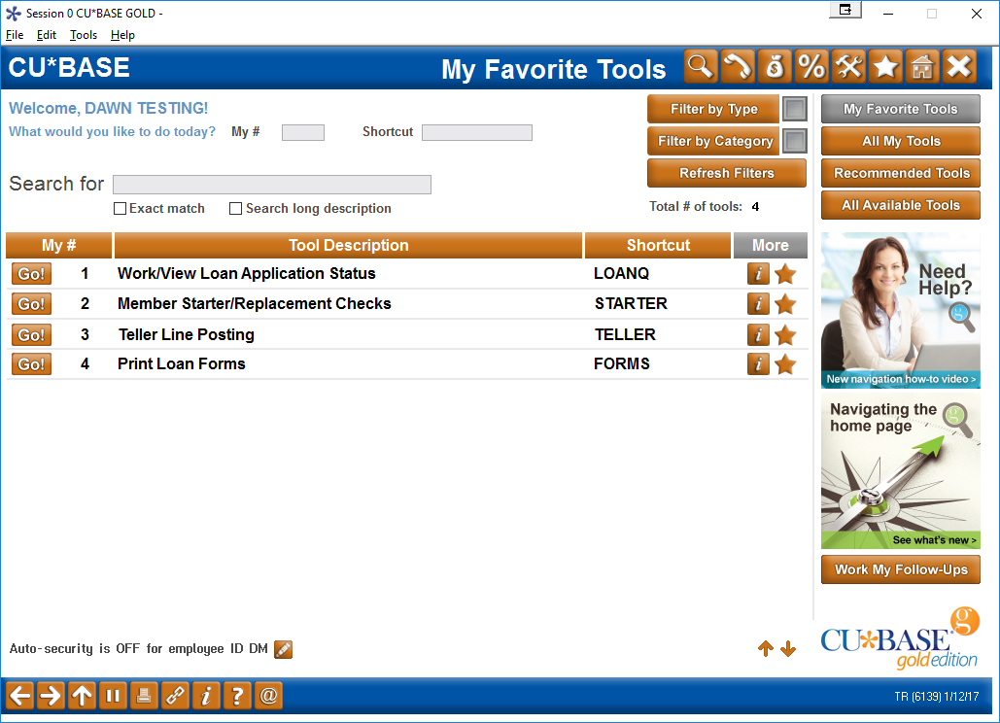 Session 0 CU*BASE GOLD -
File Edit Tools Help
CU*BASE My Favorite Tools
Welcome, DAWN TESTING!
What would you like to do today? My # Shortcut
Search for
Exact match Search long description
Filter by Type
Filter by Category
Refresh Filters
Total # of tools: 4
My # Tool Description Shortcut More
Go! 1 Work/View Loan Application Status LOANQ i
Go! 2 Member Starter/Replacement Checks STARTER i
Go! 3 Teller Line Posting TELLER i
Go! 4 Print Loan Forms FORMS i
My Favorite Tools
All My Tools
Recommended Tools
All Available Tools
Need
Help?
g
New navigation how-to video >
Navigating the
home page
g
See what's new >
Work My Follow-Ups
Auto-security is OFF for employee ID DM
g
CU*BASE
gold edition
i ? @
TR (6139) 1/12/17